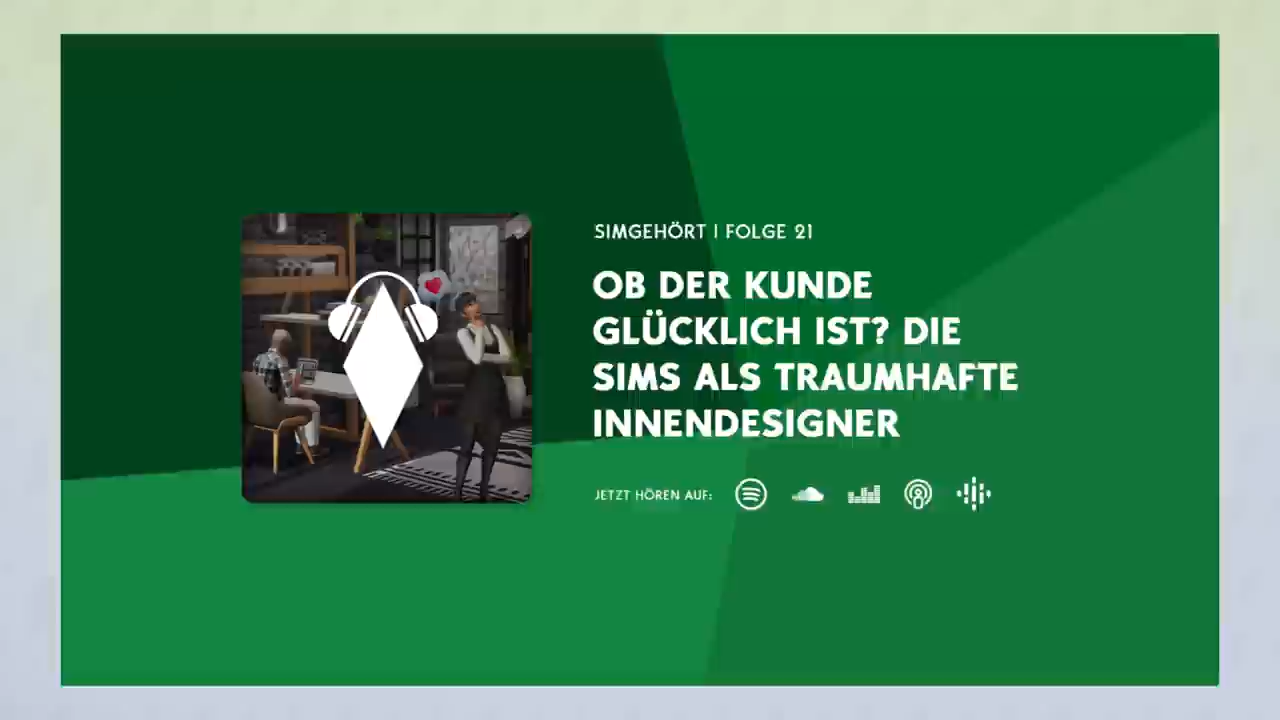 SIMGEHÖRT | FOLGE 21
OB DER KUNDE
GLÜCKLICH IST? DIE
SIMS ALS TRAUMHAFTE
INNENDESIGNER
JETZT HÖREN AUF: